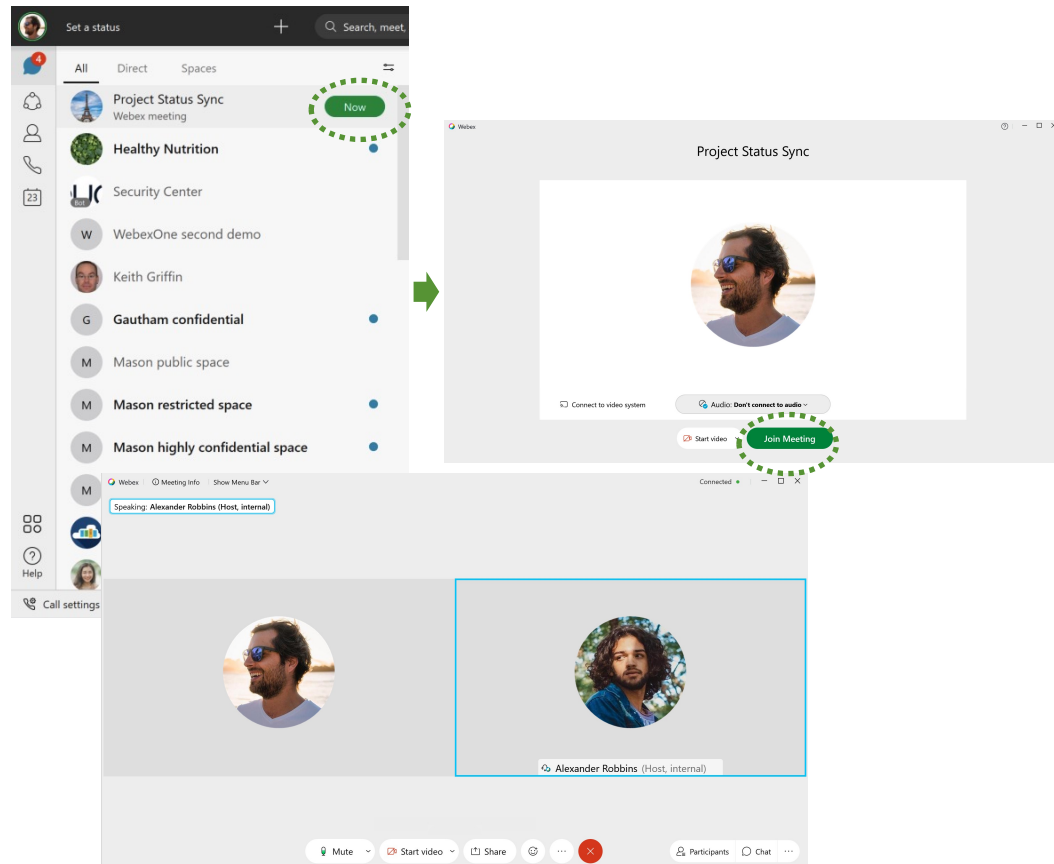 Set a status
Search, meet,
4
All Direct Spaces
Project Status Sync
Webex meeting
Now
Healthy Nutrition
Bot
Security Center
23
W WebexOne second demo
Keith Griffin
G Gautham confidential
M Mason public space
M Mason restricted space
M Mason highly confidential space
M
Help
Call settings
Webex
Project Status Sync
Connect to video system
Audio: Don't connect to audio
Start video
Join Meeting
Webex Meeting Info Show Menu Bar
Connected
Speaking: Alexander Robbins (Host, internal)
Alexander Robbins (Host, internal)
Mute Start video Share
Participants Chat